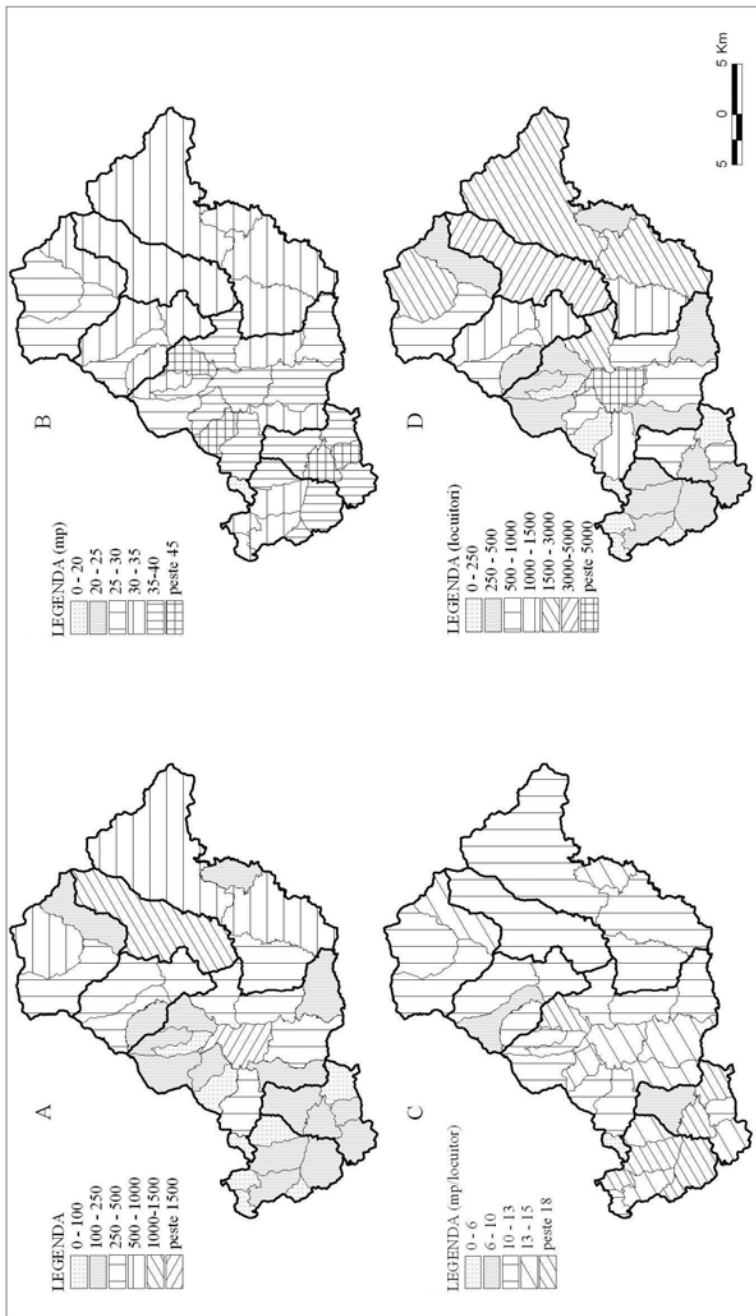 A
LEGENDA
0 - 100
100 - 250
250 - 500
500 - 1000
1000-1500
peste 1500
B
LEGENDA (mp)
0 - 20
20 - 25
25 - 30
30 - 35
35-40
peste 45
C
LEGENDA (mp/locuitor)
0 - 6
6 - 10
10 - 13
13 - 15
peste 18
D
LEGENDA (locuitori)
0 - 250
250 - 500
500 - 1000
1000 - 1500
1500 - 3000
3000-5000
peste 5000
5 0 5 Km